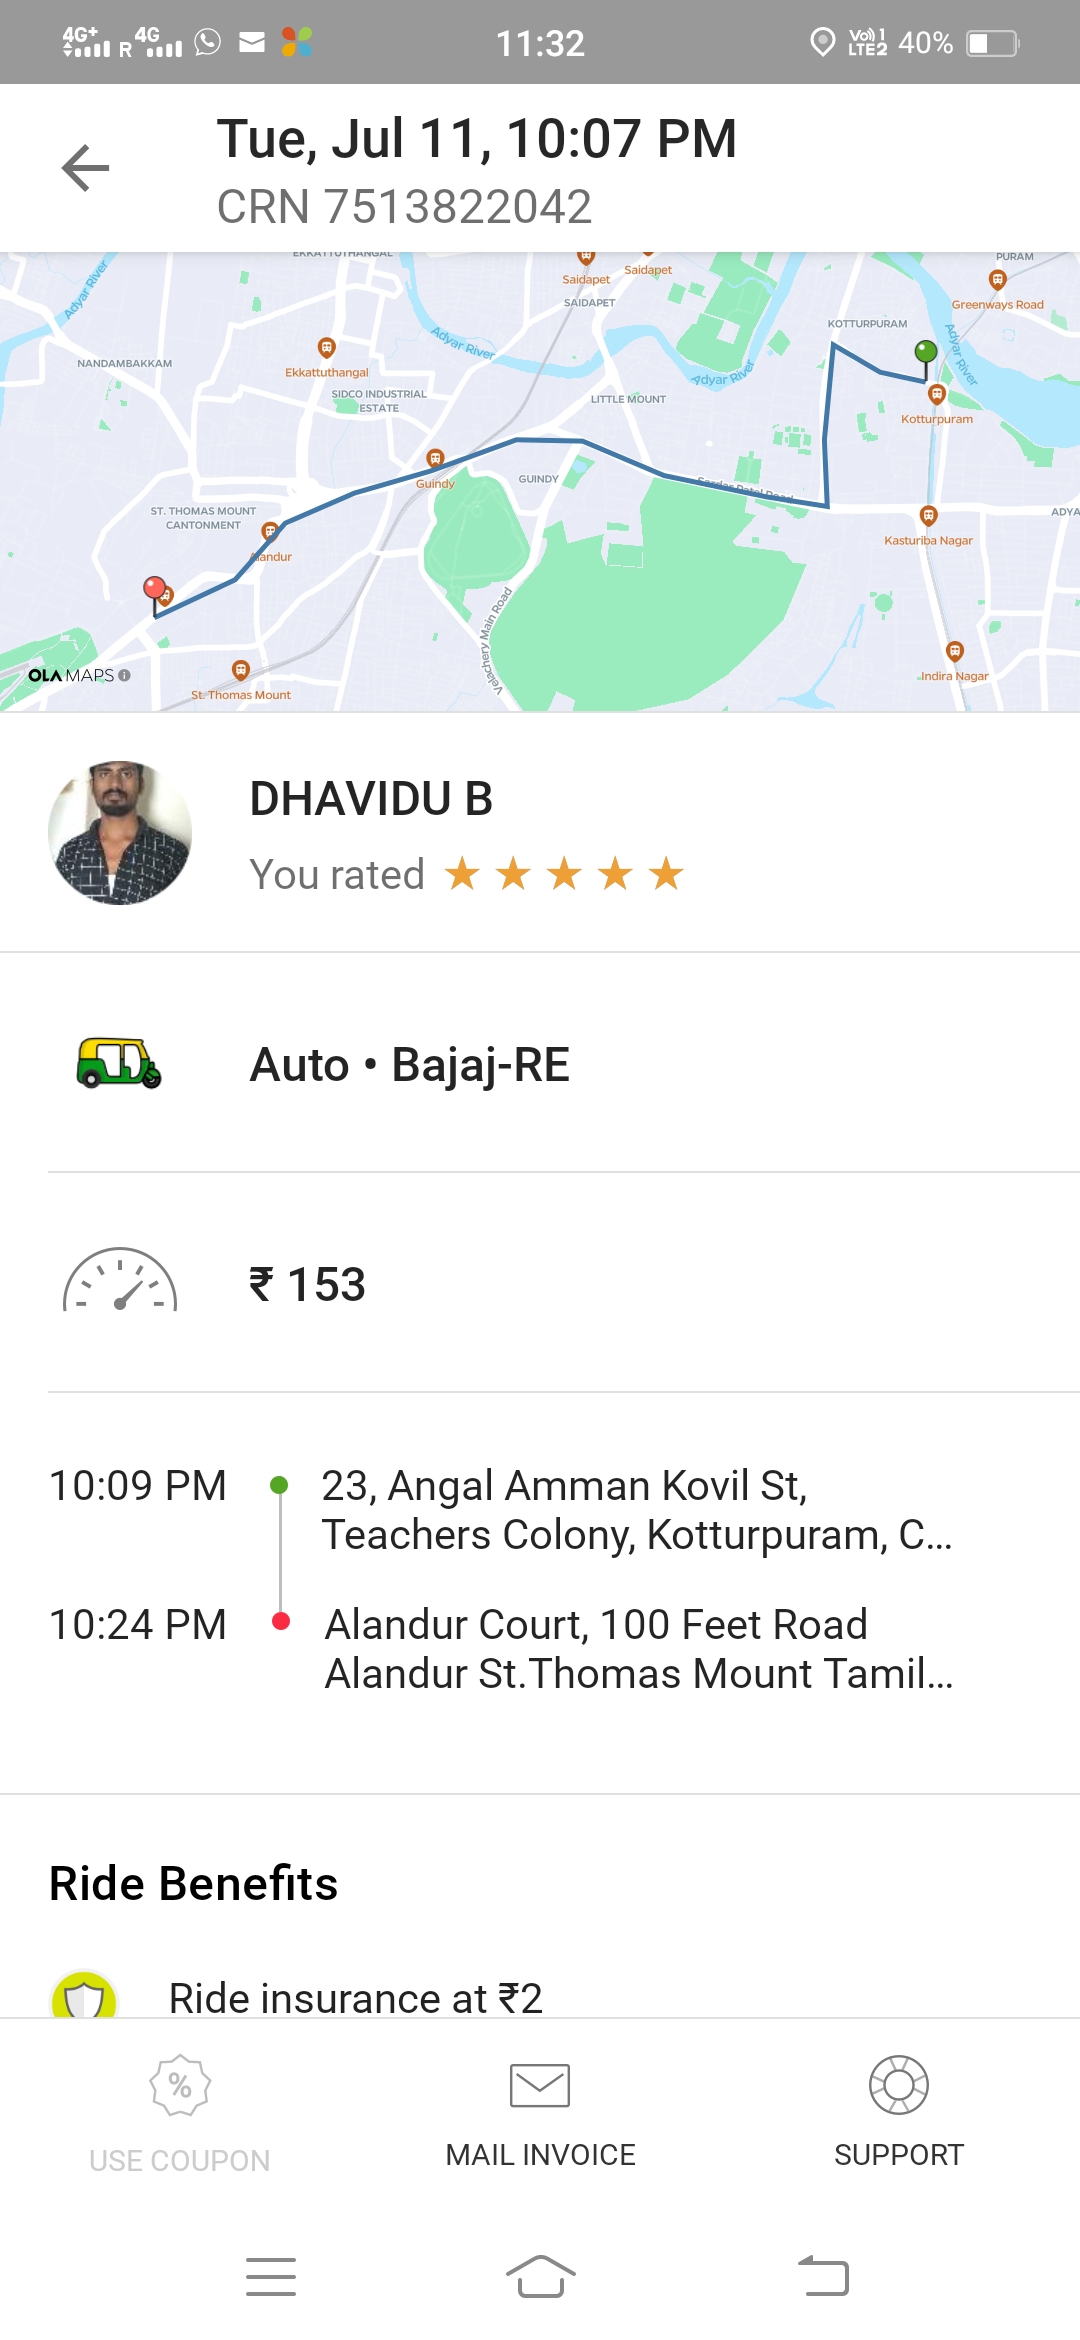 4G+ R 4G 11:32 Vo)) 1 LTE2 40%
Tue, Jul 11, 10:07 PM
CRN 7513822042
EKKATTUTHANGAL
Saidapet
Saidapet
PURAM
Adyar River
SAIDAPET
Greenways Road
KOTTURPURAM
Adyar River
NANDAMBAKKAM
Ekkattuthangal
Adyar River
Adyar River
SIDCO INDUSTRIAL
ESTATE
LITTLE MOUNT
Kotturpuram
Guindy
GUINDY
Sardar Patel Road
ST. THOMAS MOUNT
CANTONMENT
ADYA
Kasturiba Nagar
Alandur
Velachery Main Road
OLA MAPS
Indira Nagar
St. Thomas Mount
DHAVIDU B
You rated
Auto • Bajaj-RE
₹ 153
10:09 PM
23, Angal Amman Kovil St,
Teachers Colony, Kotturpuram, C...
10:24 PM
Alandur Court, 100 Feet Road
Alandur St.Thomas Mount Tamil...
Ride Benefits
Ride insurance at ₹2
USE COUPON
MAIL INVOICE
SUPPORT